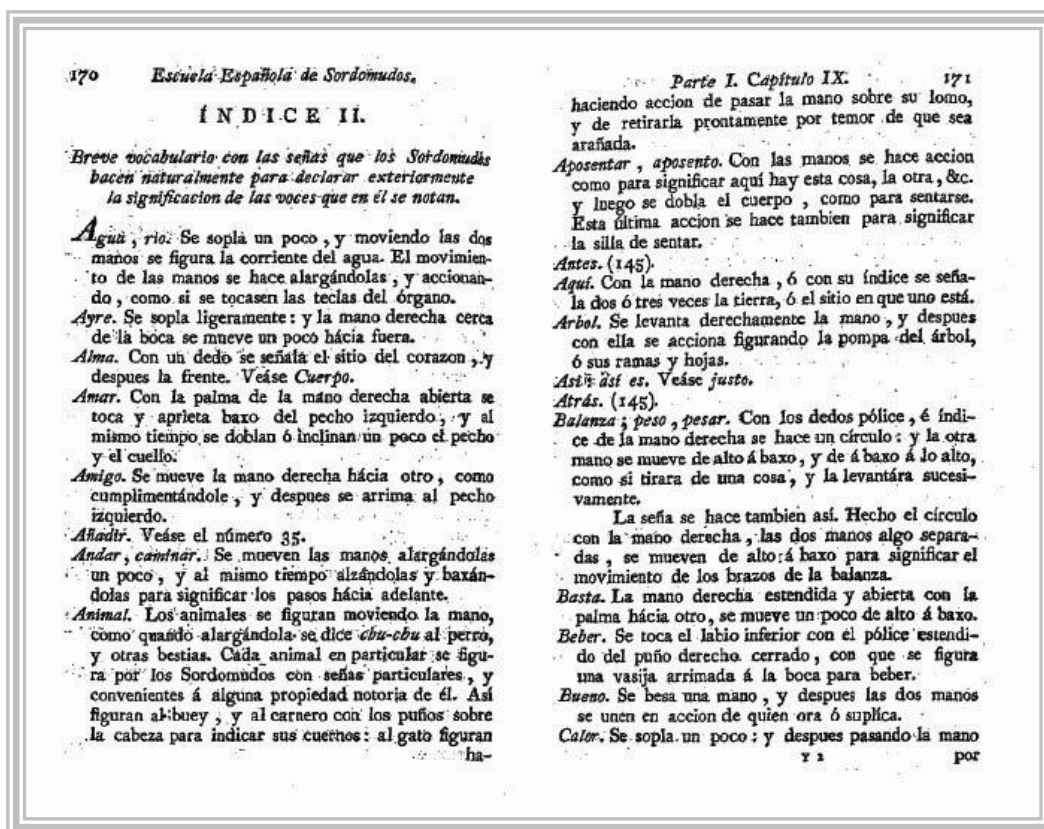 170 Escuela Española de Sordomudos.
ÍNDICE II.
Breve vocabulario con las señas que los Sordomudos
hacen naturalmente para declarar exteriormente
la significacion de las voces que en él se notan.
Agua, rio. Se sopla un poco, y moviendo las dos
manos se figura la corriente del agua. El movimien-
to de las manos se hace alargándolas, y accionan-
do, como si se tocasen las teclas del órgano.
Ayre. Se sopla ligeramente: y la mano derecha cerca
de la boca se mueve un poco hácia fuera.
Alma. Con un dedo se señala el sitio del corazon, y
despues la frente. Veáse Cuerpo.
Amar. Con la palma de la mano derecha abierta se
toca y aprieta baxo del pecho izquierdo, y al
mismo tiempo se doblan ó inclinan un poco el pecho
y el cuello.
Amigo. Se mueve la mano derecha hácia otro, como
cumplimentándole, y despues se arrima al pecho
izquierdo.
Añadir. Veáse el número 35.
Andar, caminar. Se mueven las manos alargándolas
un poco, y al mismo tiempo alzándolas y baxán-
dolas para significar los pasos hácia adelante.
Animal. Los animales se figuran moviendo la mano,
como quando alargándola se dice chu-chu al perro,
y otras bestias. Cada animal en particular se figu-
ra por los Sordomudos con señas particulares, y
convenientes á alguna propiedad notoria de él. Así
figuran al buey, y al carnero con los puños sobre
la cabeza para indicar sus cuernos: al gato figuran
ha-
Parte I. Capítulo IX. 171
haciendo accion de pasar la mano sobre su lomo,
y de retirarla prontamente por temor de que sea
arañada.
Aposentar, aposento. Con las manos se hace accion
como para significar aquí hay esta cosa, la otra, &c.
y luego se dobla el cuerpo, como para sentarse.
Esta última accion se hace tambien para significar
la silla de sentar.
Antes. (145).
Aquí. Con la mano derecha, ó con su índice se seña-
la dos ó tres veces la tierra, ó el sitio en que uno está.
Arbol. Se levanta derechamente la mano, y despues
con ella se acciona figurando la pompa del árbol,
ó sus ramas y hojas.
Asi: asi es. Veáse justo.
Atrás. (145).
Balanza; peso, pesar. Con los dedos pólice, é índi-
ce de la mano derecha se hace un círculo: y la otra
mano se mueve de alto á baxo, y de á baxo á lo alto,
como si tirara de una cosa, y la levantára sucesi-
vamente.
La seña se hace tambien así. Hecho el círculo
con la mano derecha, las dos manos algo separa-
das, se mueven de alto á baxo para significar el
movimiento de los brazos de la balanza.
Basta. La mano derecha estendida y abierta con la
palma hácia otro, se mueve un poco de alto á baxo.
Beber. Se toca el labio inferior con el pólice estendi-
do del puño derecho cerrado, con que se figura
una vasija arrimada á la boca para beber.
Bueno. Se besa una mano, y despues las dos manos
se unen en accion de quien ora ó suplica.
Calor. Se sopla un poco: y despues pasando la mano
Y 2 por